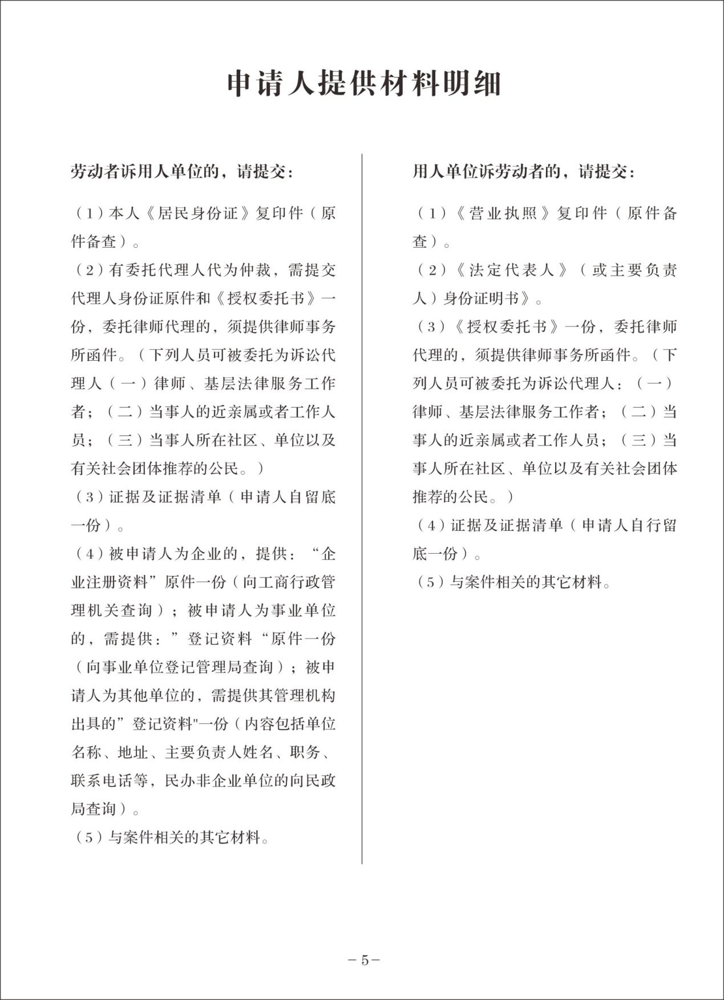 申请人提供材料明细
劳动者诉用人单位的，请提交：
（1）本人《居民身份证》复印件（原
件备查）。
（2）有委托代理人代为仲裁，需提交
代理人身份证原件和《授权委托书》一
份，委托律师代理的，须提供律师事务
所函件。（下列人员可被委托为诉讼代
理人（一）律师、基层法律服务工作
者；（二）当事人的近亲属或者工作人
员；（三）当事人所在社区、单位以及
有关社会团体推荐的公民。）
（3）证据及证据清单（申请人自留底
一份）。
（4）被申请人为企业的，提供：“企
业注册资料”原件一份（向工商行政管
理机关查询）；被申请人为事业单位
的，需提供：”登记资料“原件一份
（向事业单位登记管理局查询）；被申
请人为其他单位的，需提供其管理机构
出具的”登记资料"一份（内容包括单位
名称、地址、主要负责人姓名、职务、
联系电话等，民办非企业单位的向民政
局查询）。
（5）与案件相关的其它材料。
用人单位诉劳动者的，请提交：
（1）《营业执照》复印件（原件备
查）。
（2）《法定代表人》（或主要负责
人）身份证明书》。
（3）《授权委托书》一份，委托律师
代理的，须提供律师事务所函件。（下
列人员可被委托为诉讼代理人：（一）
律师、基层法律服务工作者；（二）当
事人的近亲属或者工作人员；（三）当
事人所在社区、单位以及有关社会团体
推荐的公民。）
（4）证据及证据清单（申请人自行留
底一份）。
（5）与案件相关的其它材料。
－5－